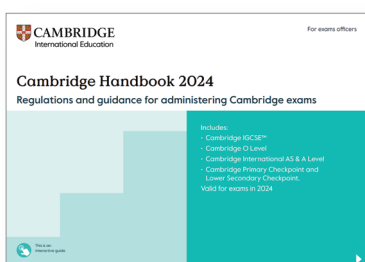 CAMBRIDGE
International Education
For exams officers
Cambridge Handbook 2024
Regulations and guidance for administering Cambridge exams
Includes:
· Cambridge IGCSE™
· Cambridge O Level
· Cambridge International AS & A Level
· Cambridge Primary Checkpoint and
Lower Secondary Checkpoint.
Valid for exams in 2024
This is an
interactive guide